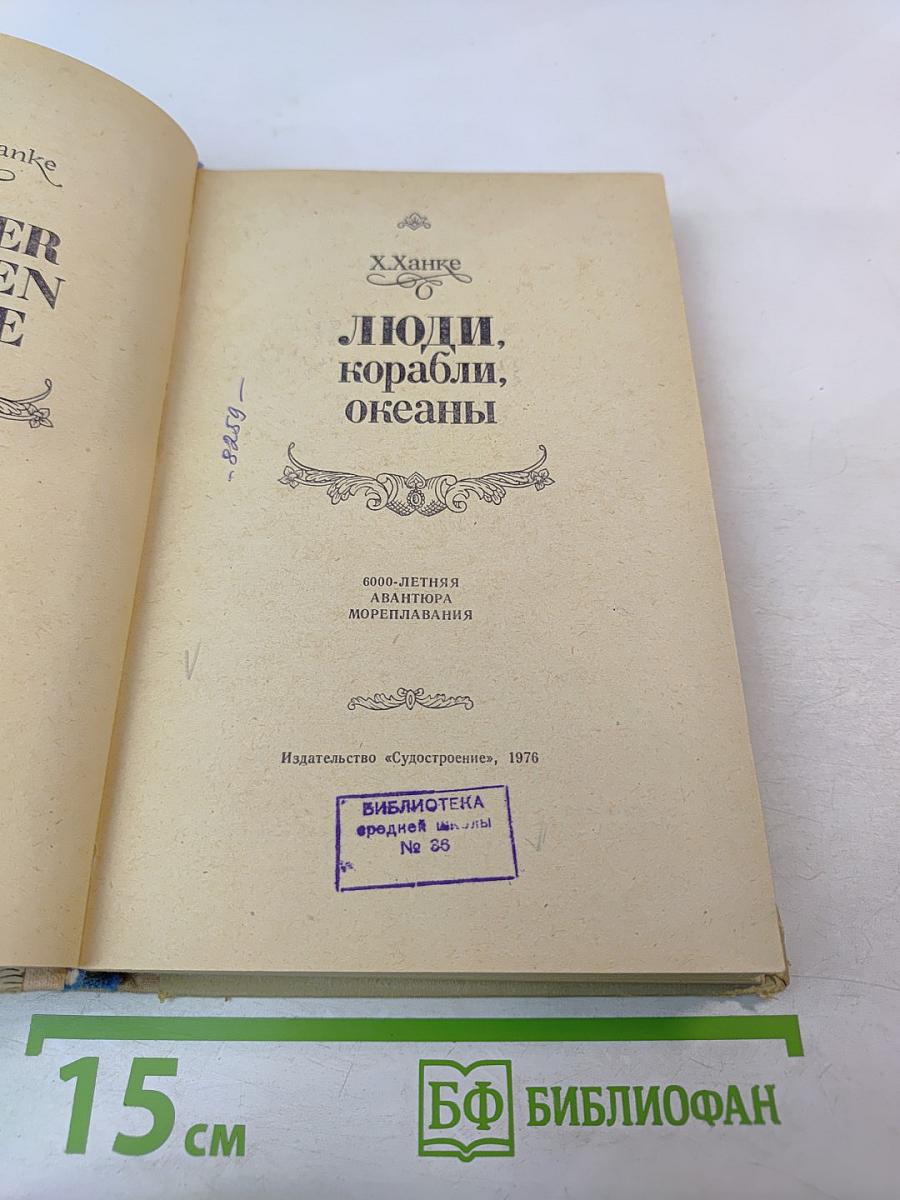 anke
ER
EN
E
Х.Ханке
ЛЮДИ,
корабли,
океаны
-8259-
6000-ЛЕТНЯЯ
АВАНТЮРА
МОРЕПЛАВАНИЯ
Издательство «Судостроение», 1976
БИБЛИОТЕКА
средней школы
№ 36
15 см
БФ БИБЛИОФАН